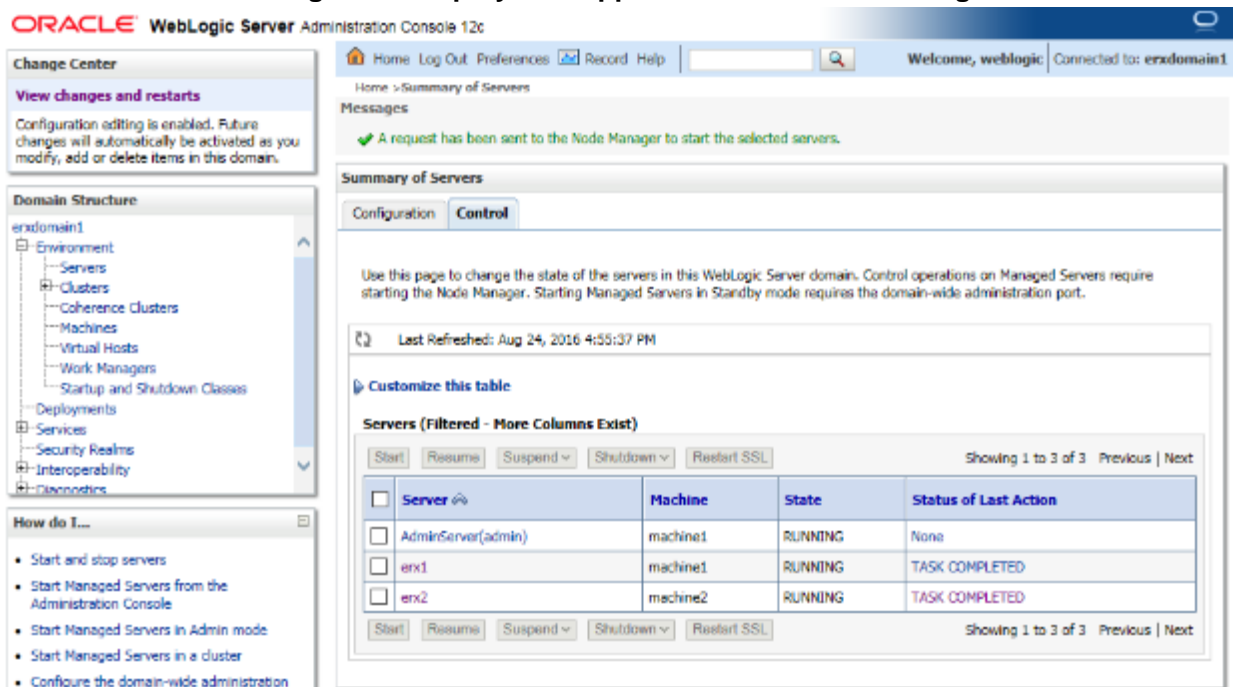 ORACLE WebLogic Server Administration Console 12c
Change Center
View changes and restarts
Configuration editing is enabled. Future
changes will automatically be activated as you
modify, add or delete items in this domain.
Domain Structure
erxdomain1
Environment
Servers
Clusters
Coherence Clusters
Machines
Virtual Hosts
Work Managers
Startup and Shutdown Classes
Deployments
Services
Security Realms
Interoperability
Diagnostics
How do I...
Start and stop servers
Start Managed Servers from the
Administration Console
Start Managed Servers in Admin mode
Start Managed Servers in a cluster
Configure the domain-wide administration
Home Log Out Preferences Record Help
Welcome, weblogic Connected to: erxdomain1
Home >Summary of Servers
Messages
A request has been sent to the Node Manager to start the selected servers.
Summary of Servers
Configuration Control
Use this page to change the state of the servers in this WebLogic Server domain. Control operations on Managed Servers require
starting the Node Manager. Starting Managed Servers in Standby mode requires the domain-wide administration port.
Last Refreshed: Aug 24, 2016 4:55:37 PM
Customize this table
Servers (Filtered - More Columns Exist)
Start Resume Suspend Shutdown Restart SSL Showing 1 to 3 of 3 Previous | Next
Server Machine State Status of Last Action
AdminServer(admin) machine1 RUNNING None
erx1 machine1 RUNNING TASK COMPLETED
erx2 machine2 RUNNING TASK COMPLETED
Start Resume Suspend Shutdown Restart SSL Showing 1 to 3 of 3 Previous | Next